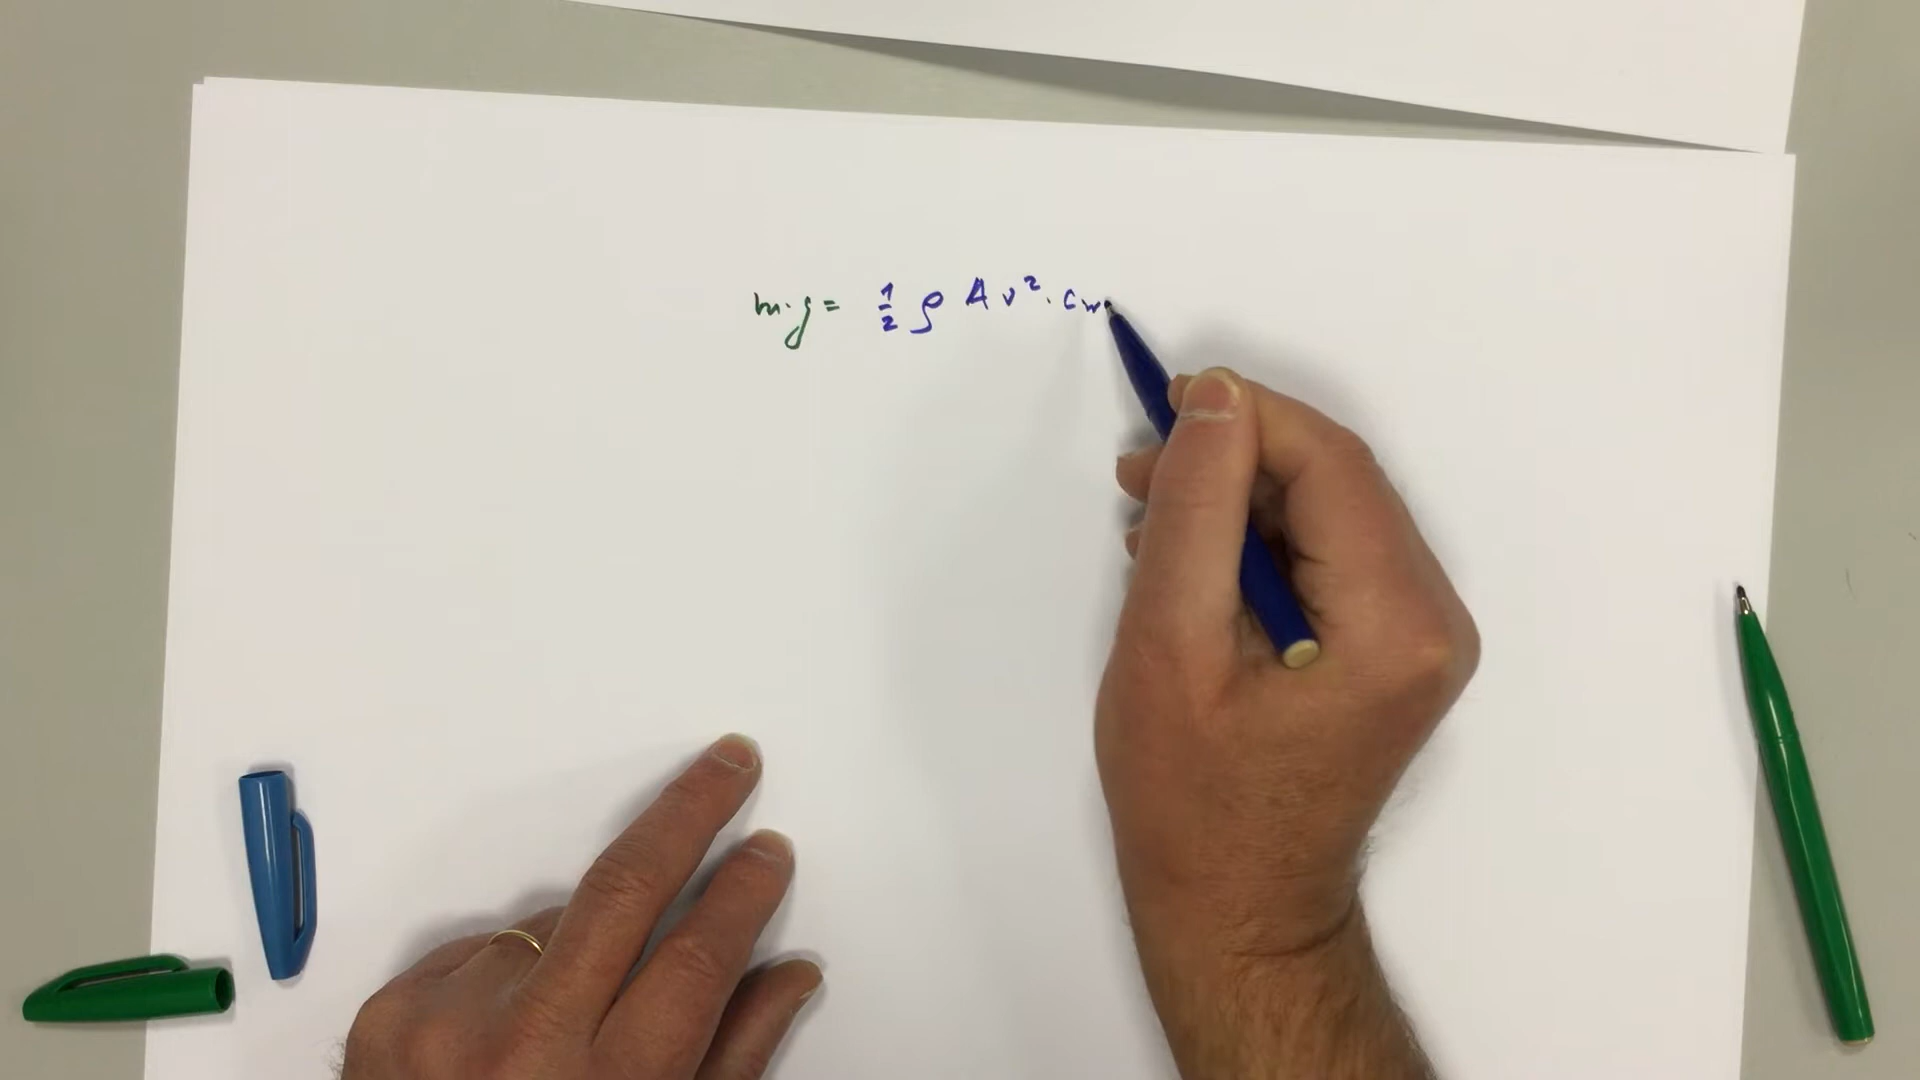 m·g = 1/2 ρ A v²· cw